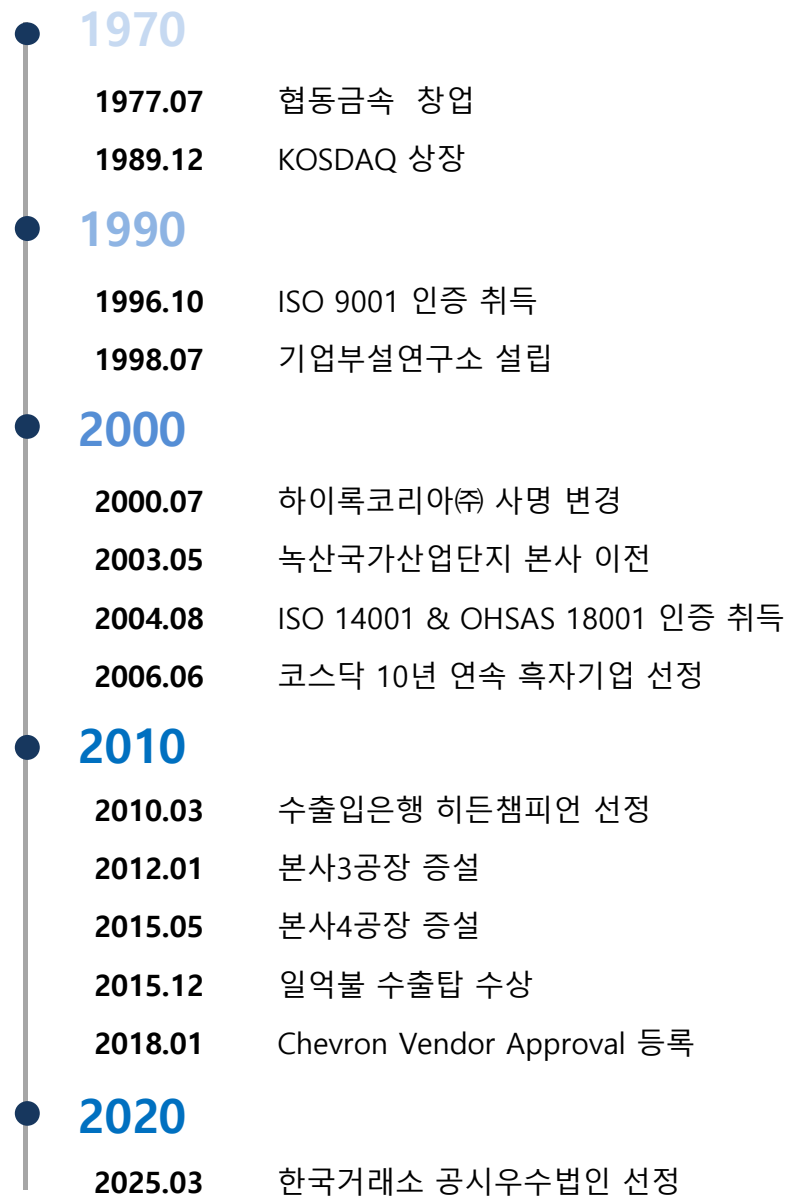 1970
1977.07 협동금속 창업
1989.12 KOSDAQ 상장
1990
1996.10 ISO 9001 인증 취득
1998.07 기업부설연구소 설립
2000
2000.07 하이록코리아㈜ 사명 변경
2003.05 녹산국가산업단지 본사 이전
2004.08 ISO 14001 & OHSAS 18001 인증 취득
2006.06 코스닥 10년 연속 흑자기업 선정
2010
2010.03 수출입은행 히든챔피언 선정
2012.01 본사3공장 증설
2015.05 본사4공장 증설
2015.12 일억불 수출탑 수상
2018.01 Chevron Vendor Approval 등록
2020
2025.03 한국거래소 공시우수법인 선정